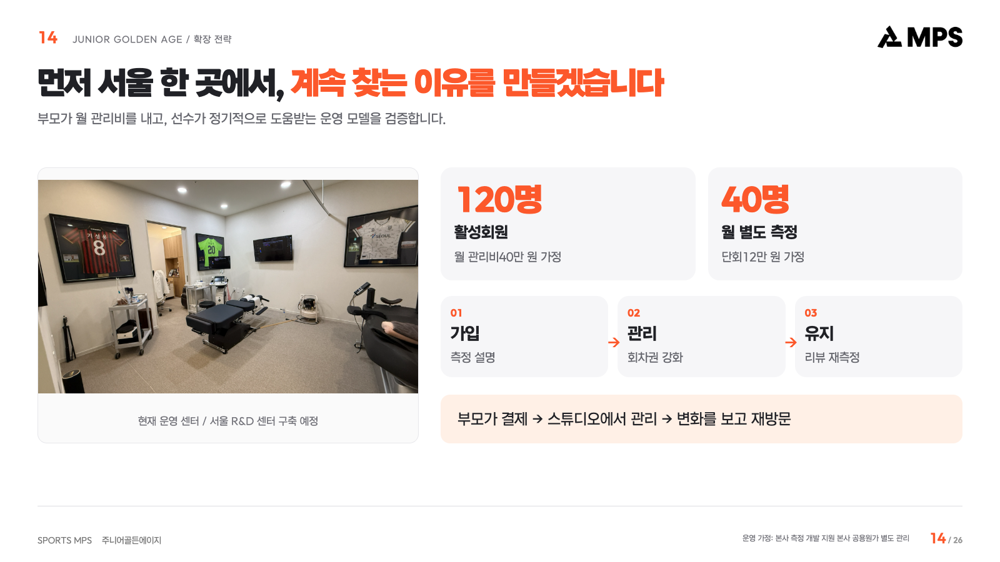 14 JUNIOR GOLDEN AGE / 확장 전략
MPS
먼저 서울 한 곳에서, 계속 찾는 이유를 만들겠습니다
부모가 월 관리비를 내고, 선수가 정기적으로 도움받는 운영 모델을 검증합니다.
기성용
8
20
SEOUL
현재 운영 센터 / 서울 R&D 센터 구축 예정
120명
활성회원
월 관리비40만 원 가정
40명
월 별도 측정
단회12만 원 가정
01
가입
측정 설명
→
02
관리
회차권 강화
→
03
유지
리뷰 재측정
부모가 결제 → 스튜디오에서 관리 → 변화를 보고 재방문
SPORTS MPS 주니어골든에이지
운영 가정: 본사 측정 개발 지원 본사 공용원가 별도 관리
14 / 26